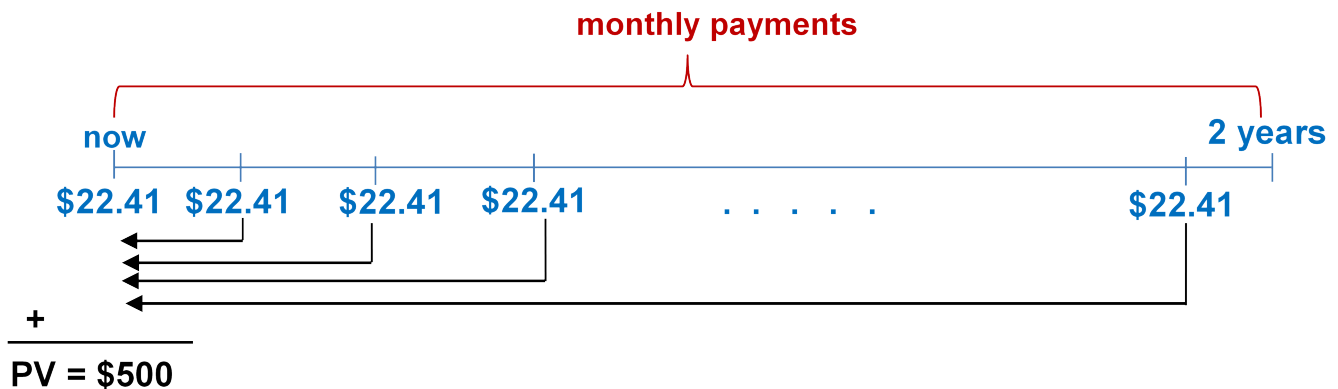 monthly payments
now
2 years
$22.41 $22.41 $22.41 $22.41 . . . . . $22.41
+
PV = $500